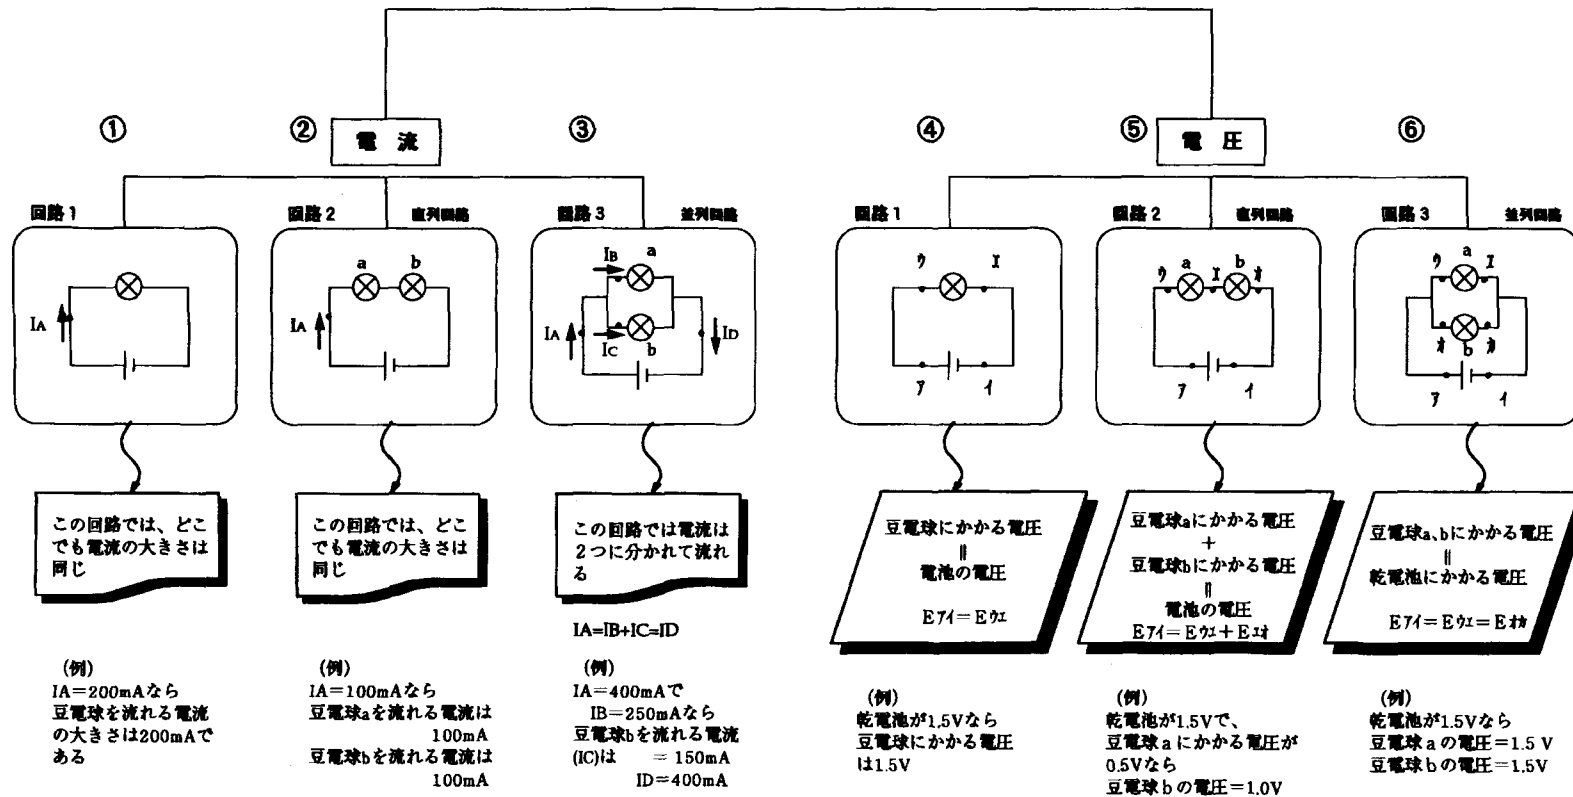 ①
②
電 流
③
④
⑤
電 圧
⑥
回路1
IA
この回路では、どこ
でも電流の大きさは
同じ
(例)
IA=200mAなら
豆電球を流れる電流
の大きさは200mAで
ある
回路2 直列回路
a b
IA
この回路では、どこ
でも電流の大きさは
同じ
(例)
IA=100mAなら
豆電球aを流れる電流は
100mA
豆電球bを流れる電流は
100mA
回路3 並列回路
IB a
IA IC b ID
この回路では電流は
2つに分かれて流れ
る
IA=IB+IC=ID
(例)
IA=400mAで
IB=250mAなら
豆電球bを流れる電流
(IC)は =150mA
ID=400mA
回路1
ウ エ
ア イ
豆電球にかかる電圧
॥
電池の電圧
Eアイ=Eウエ
(例)
乾電池が1.5Vなら
豆電球にかかる電圧
は1.5V
回路2 直列回路
ウ a エ b オ
ア イ
豆電球aにかかる電圧
+
豆電球bにかかる電圧
॥
電池の電圧
Eアイ=Eウエ+Eエオ
(例)
乾電池が1.5Vで、
豆電球aにかかる電圧が
0.5Vなら
豆電球bの電圧=1.0V
回路3 並列回路
ウ a エ
オ b カ
ア イ
豆電球a､bにかかる電圧
॥
乾電池にかかる電圧
Eアイ=Eウエ=Eオカ
(例)
乾電池が1.5Vなら
豆電球aの電圧=1.5V
豆電球bの電圧=1.5V